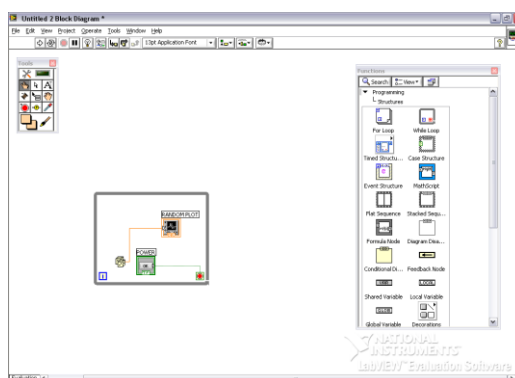 Untitled 2 Block Diagram *
File Edit View Project Operate Tools Window Help
13pt Application Font
Tools
Functions
Search View
Programming
Structures
For Loop While Loop
Timed Structu... Case Structure
Event Structure MathScript
Flat Sequence Stacked Sequ...
Formula Node Diagram Disa...
Conditional Di... Feedback Node
Shared Variable Local Variable
Global Variable Decorations
RANDOM PLOT
POWER
i
NATIONAL
INSTRUMENTS
LabVIEW Evaluation Software